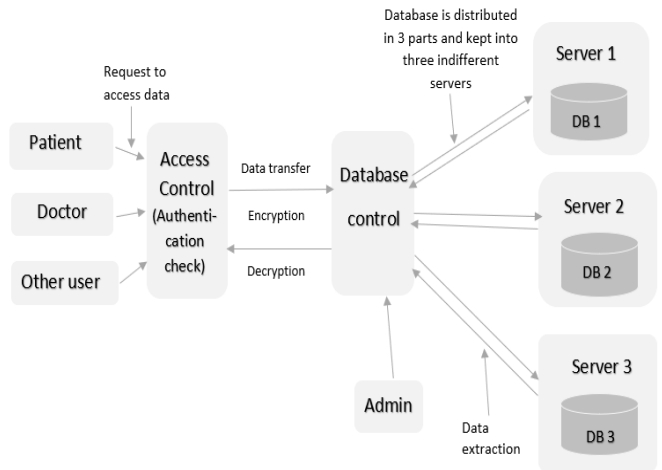 Database is distributed
in 3 parts and kept into
three indifferent
servers
Server 1
DB 1
Request to
access data
Patient
Doctor
Other user
Access
Control
(Authenti-
cation
check)
Data transfer
Encryption
Decryption
Database
control
Server 2
DB 2
Admin
Data
extraction
Server 3
DB 3